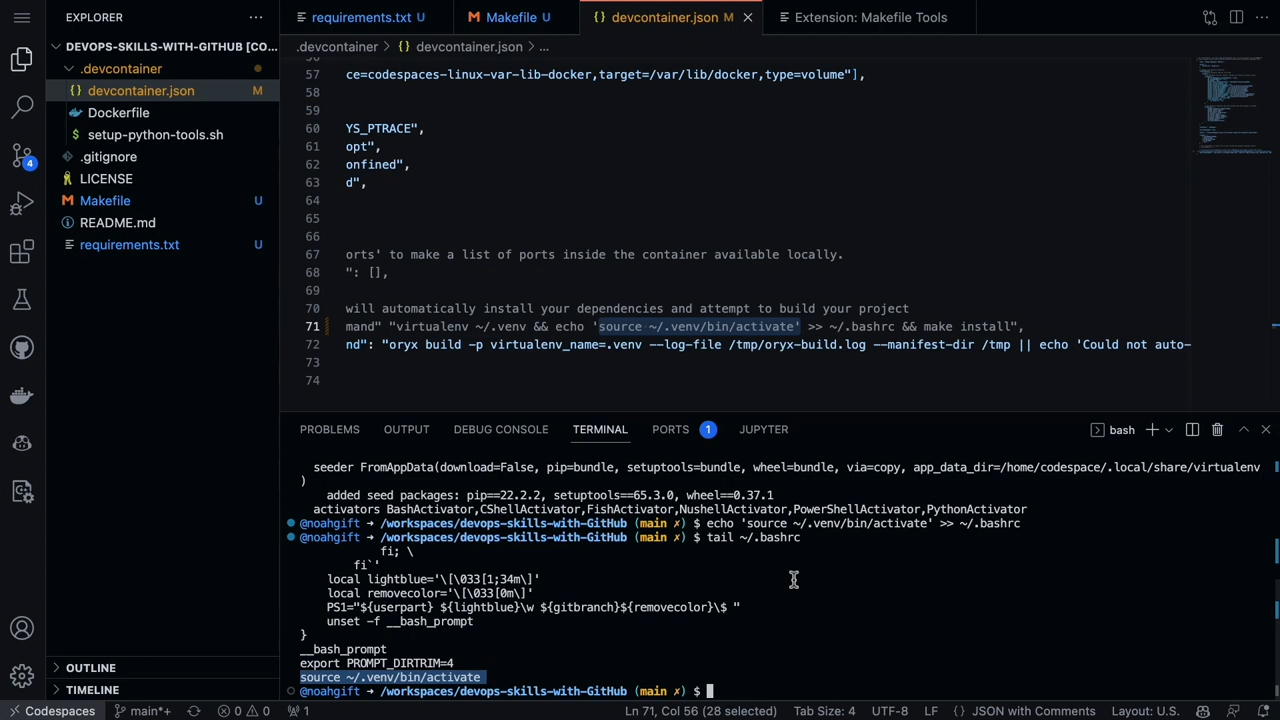 EXPLORER
requirements.txt U
Makefile U
devcontainer.json M
Extension: Makefile Tools
DEVOPS-SKILLS-WITH-GITHUB [CO...
.devcontainer
devcontainer.json M
Dockerfile
setup-python-tools.sh
.gitignore
LICENSE
Makefile U
README.md
requirements.txt U
OUTLINE
TIMELINE
4
.devcontainer > {} devcontainer.json > ...
57 ce=codespaces-linux-var-lib-docker,target=/var/lib/docker,type=volume"],
58
59
60 YS_PTRACE",
61 opt",
62 onfined",
63 d",
64
65
66
67 orts' to make a list of ports inside the container available locally.
68 ": [],
69
70 will automatically install your dependencies and attempt to build your project
71 mand" "virtualenv ~/.venv && echo 'source ~/.venv/bin/activate' >> ~/.bashrc && make install",
72 nd": "oryx build -p virtualenv_name=.venv --log-file /tmp/oryx-build.log --manifest-dir /tmp || echo 'Could not auto-
73
74
PROBLEMS OUTPUT DEBUG CONSOLE TERMINAL PORTS 1 JUPYTER bash
seeder FromAppData(download=False, pip=bundle, setuptools=bundle, wheel=bundle, via=copy, app_data_dir=/home/codespace/.local/share/virtualenv
)
added seed packages: pip==22.2.2, setuptools==65.3.0, wheel==0.37.1
activators BashActivator,CShellActivator,FishActivator,NushellActivator,PowerShellActivator,PythonActivator
@noahgift ➜ /workspaces/devops-skills-with-GitHub (main ✗) $ echo 'source ~/.venv/bin/activate' >> ~/.bashrc
@noahgift ➜ /workspaces/devops-skills-with-GitHub (main ✗) $ tail ~/.bashrc
fi; \
fi`'
local lightblue='\[\033[1;34m\]'
local removecolor='\[\033[0m\]'
PS1="${userpart} ${lightblue}\w ${gitbranch}${removecolor}\$ "
unset -f __bash_prompt
}
__bash_prompt
export PROMPT_DIRTRIM=4
source ~/.venv/bin/activate
@noahgift ➜ /workspaces/devops-skills-with-GitHub (main ✗) $
Codespaces main*+ 0 0 1 Ln 71, Col 56 (28 selected) Tab Size: 4 UTF-8 LF {} JSON with Comments Layout: U.S.